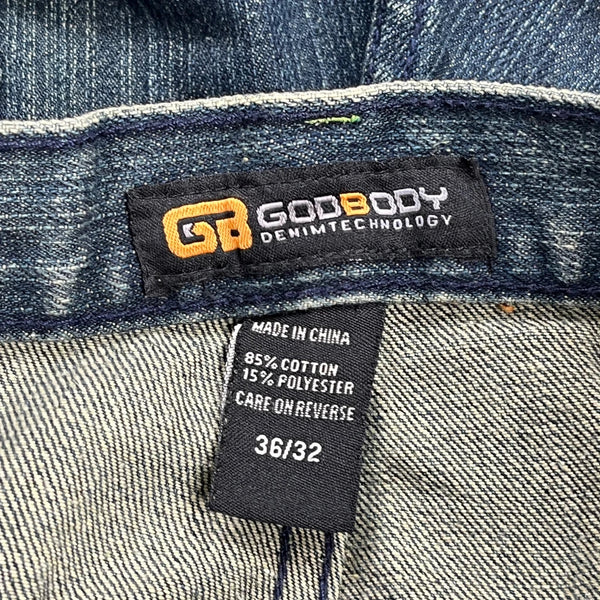 GB GODBODY
DENIMTECHNOLOGY
MADE IN CHINA
85% COTTON
15% POLYESTER
CARE ON REVERSE
36/32